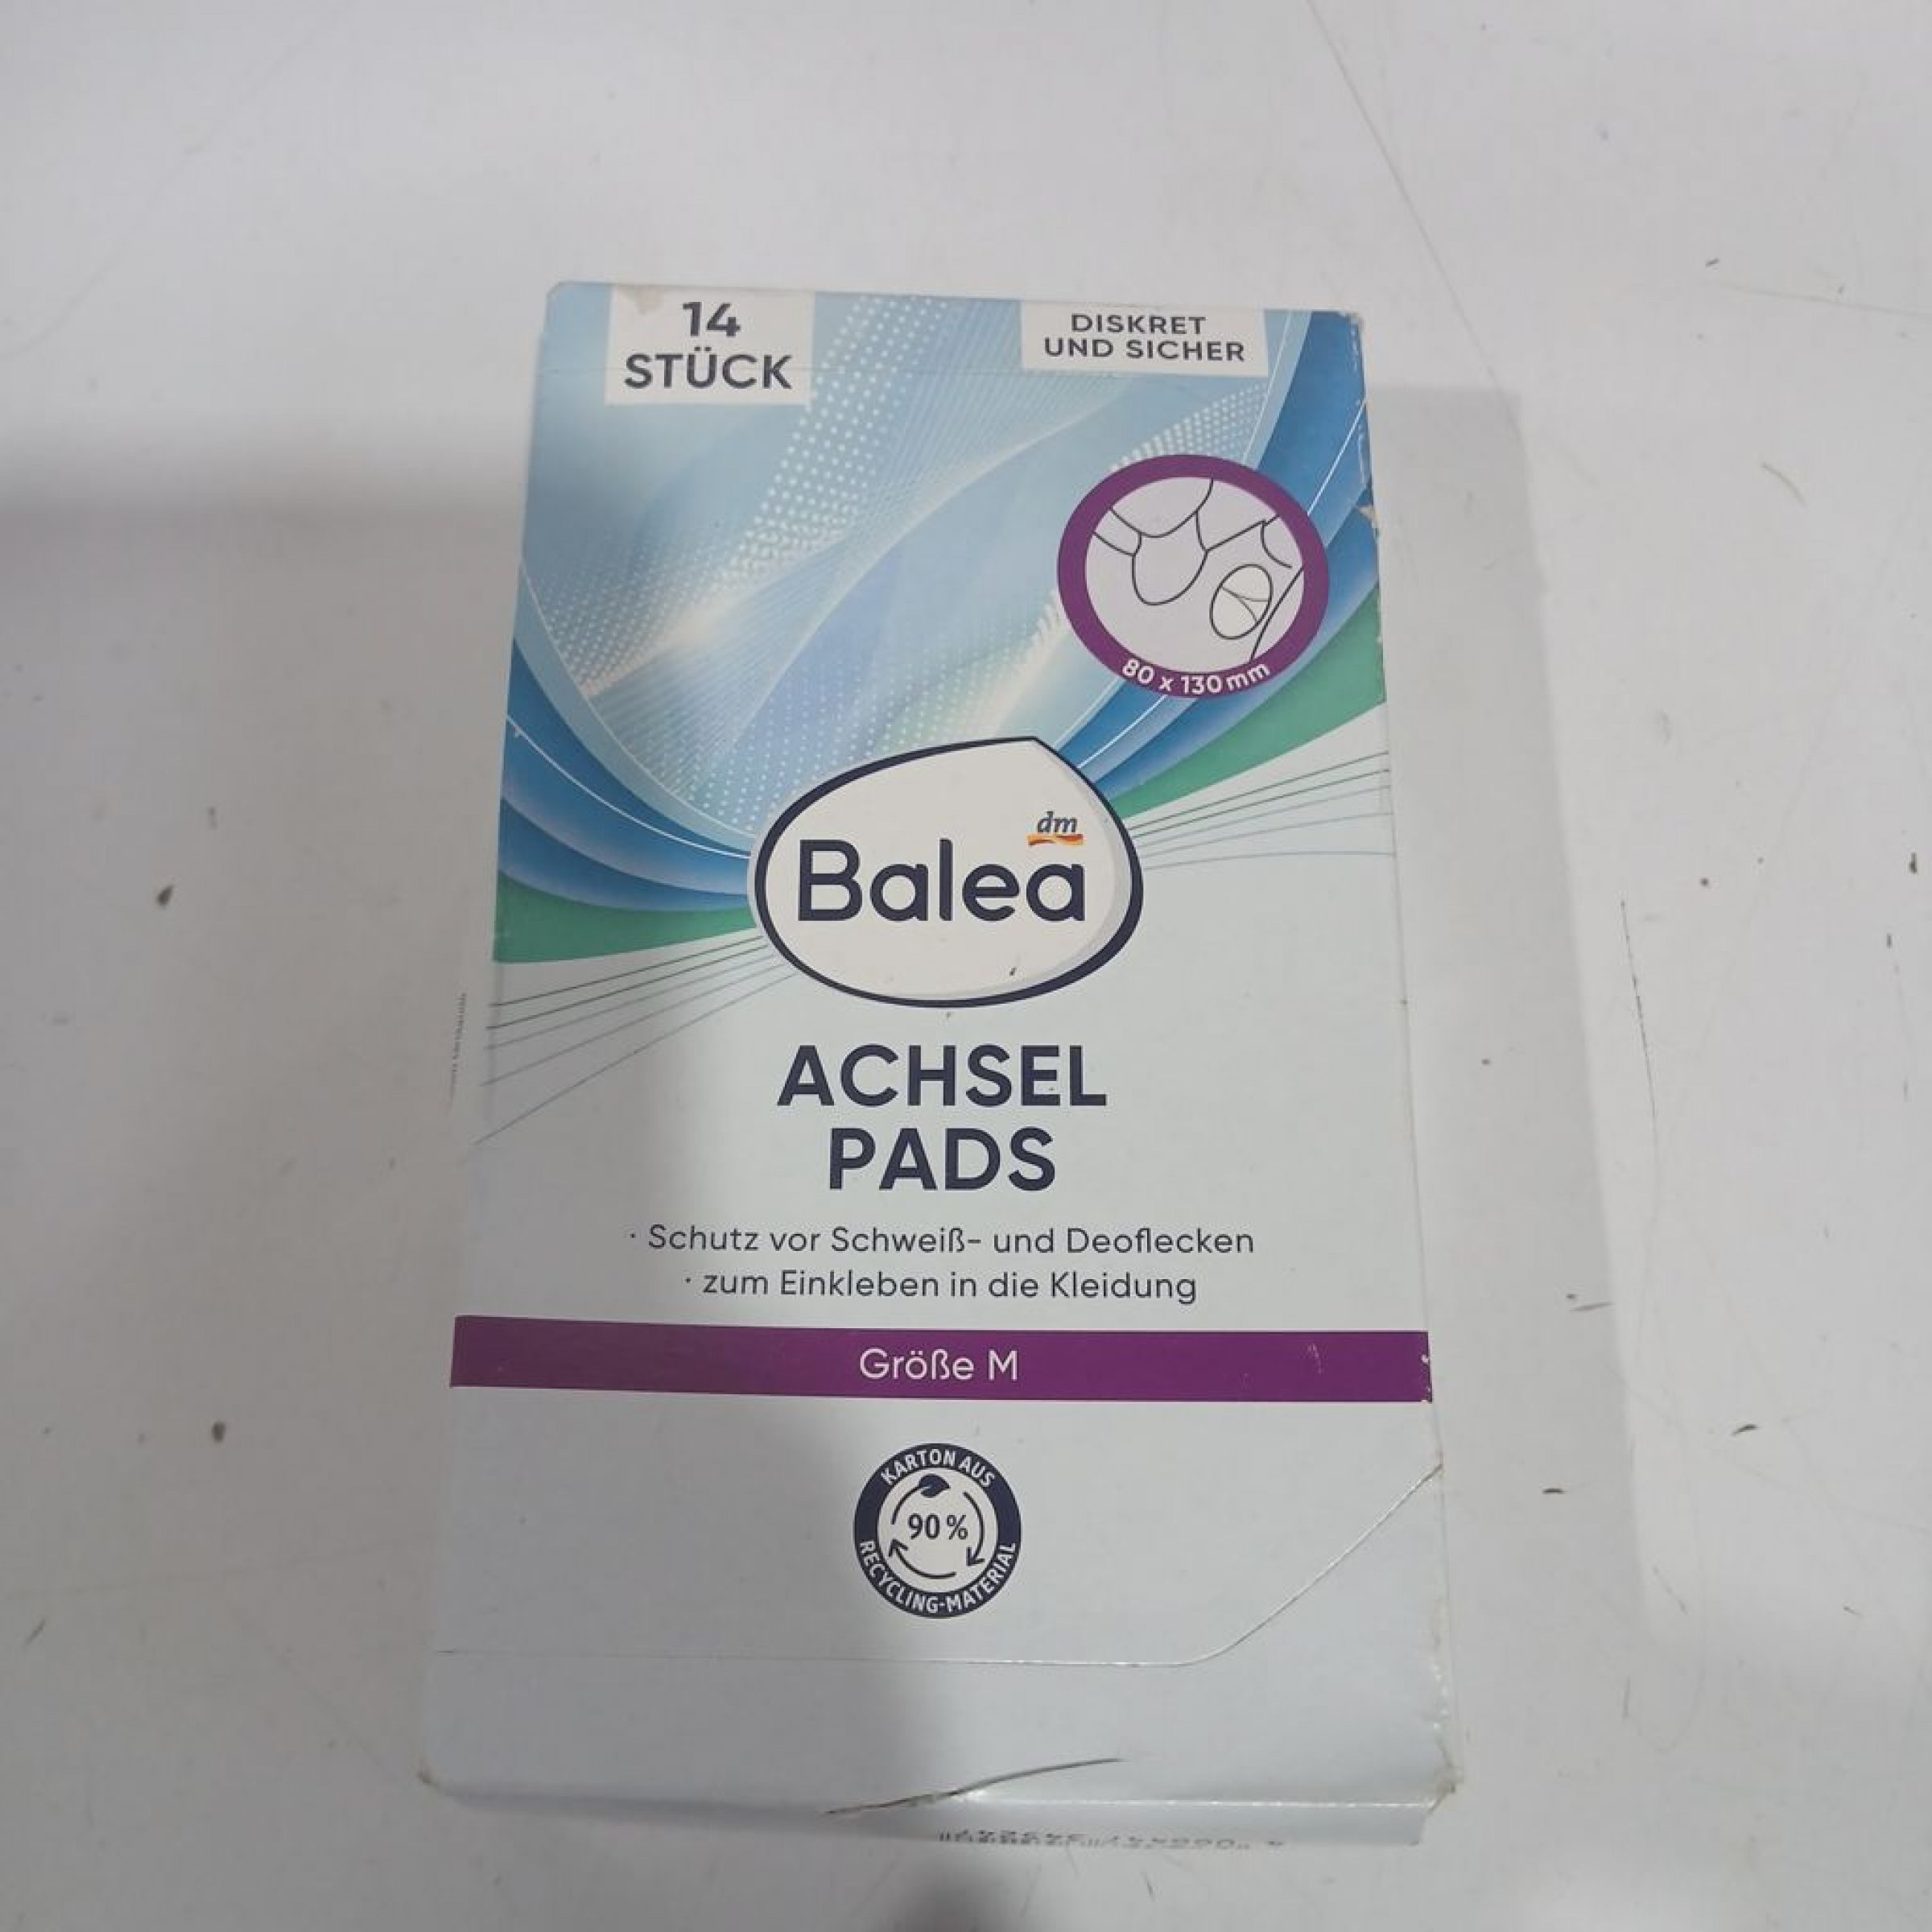 14
STÜCK
DISKRET
UND SICHER
80 x 130 mm
dm
Balea
ACHSEL
PADS
· Schutz vor Schweiß- und Deoflecken
· zum Einkleben in die Kleidung
Größe M
KARTON AUS
90 %
RECYCLING-MATERIAL